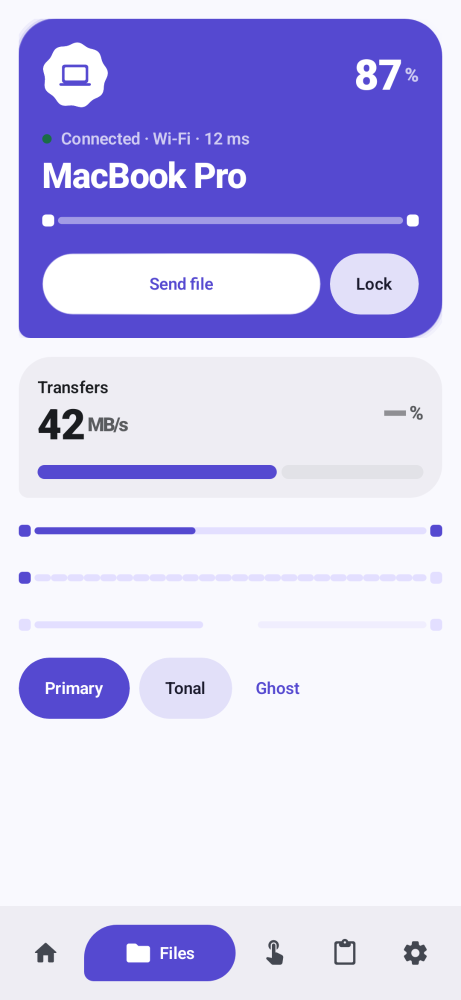 87 %
Connected · Wi-Fi · 12 ms
MacBook Pro
Send file
Lock
Transfers
42 MB/s
— %
Primary
Tonal
Ghost
Files